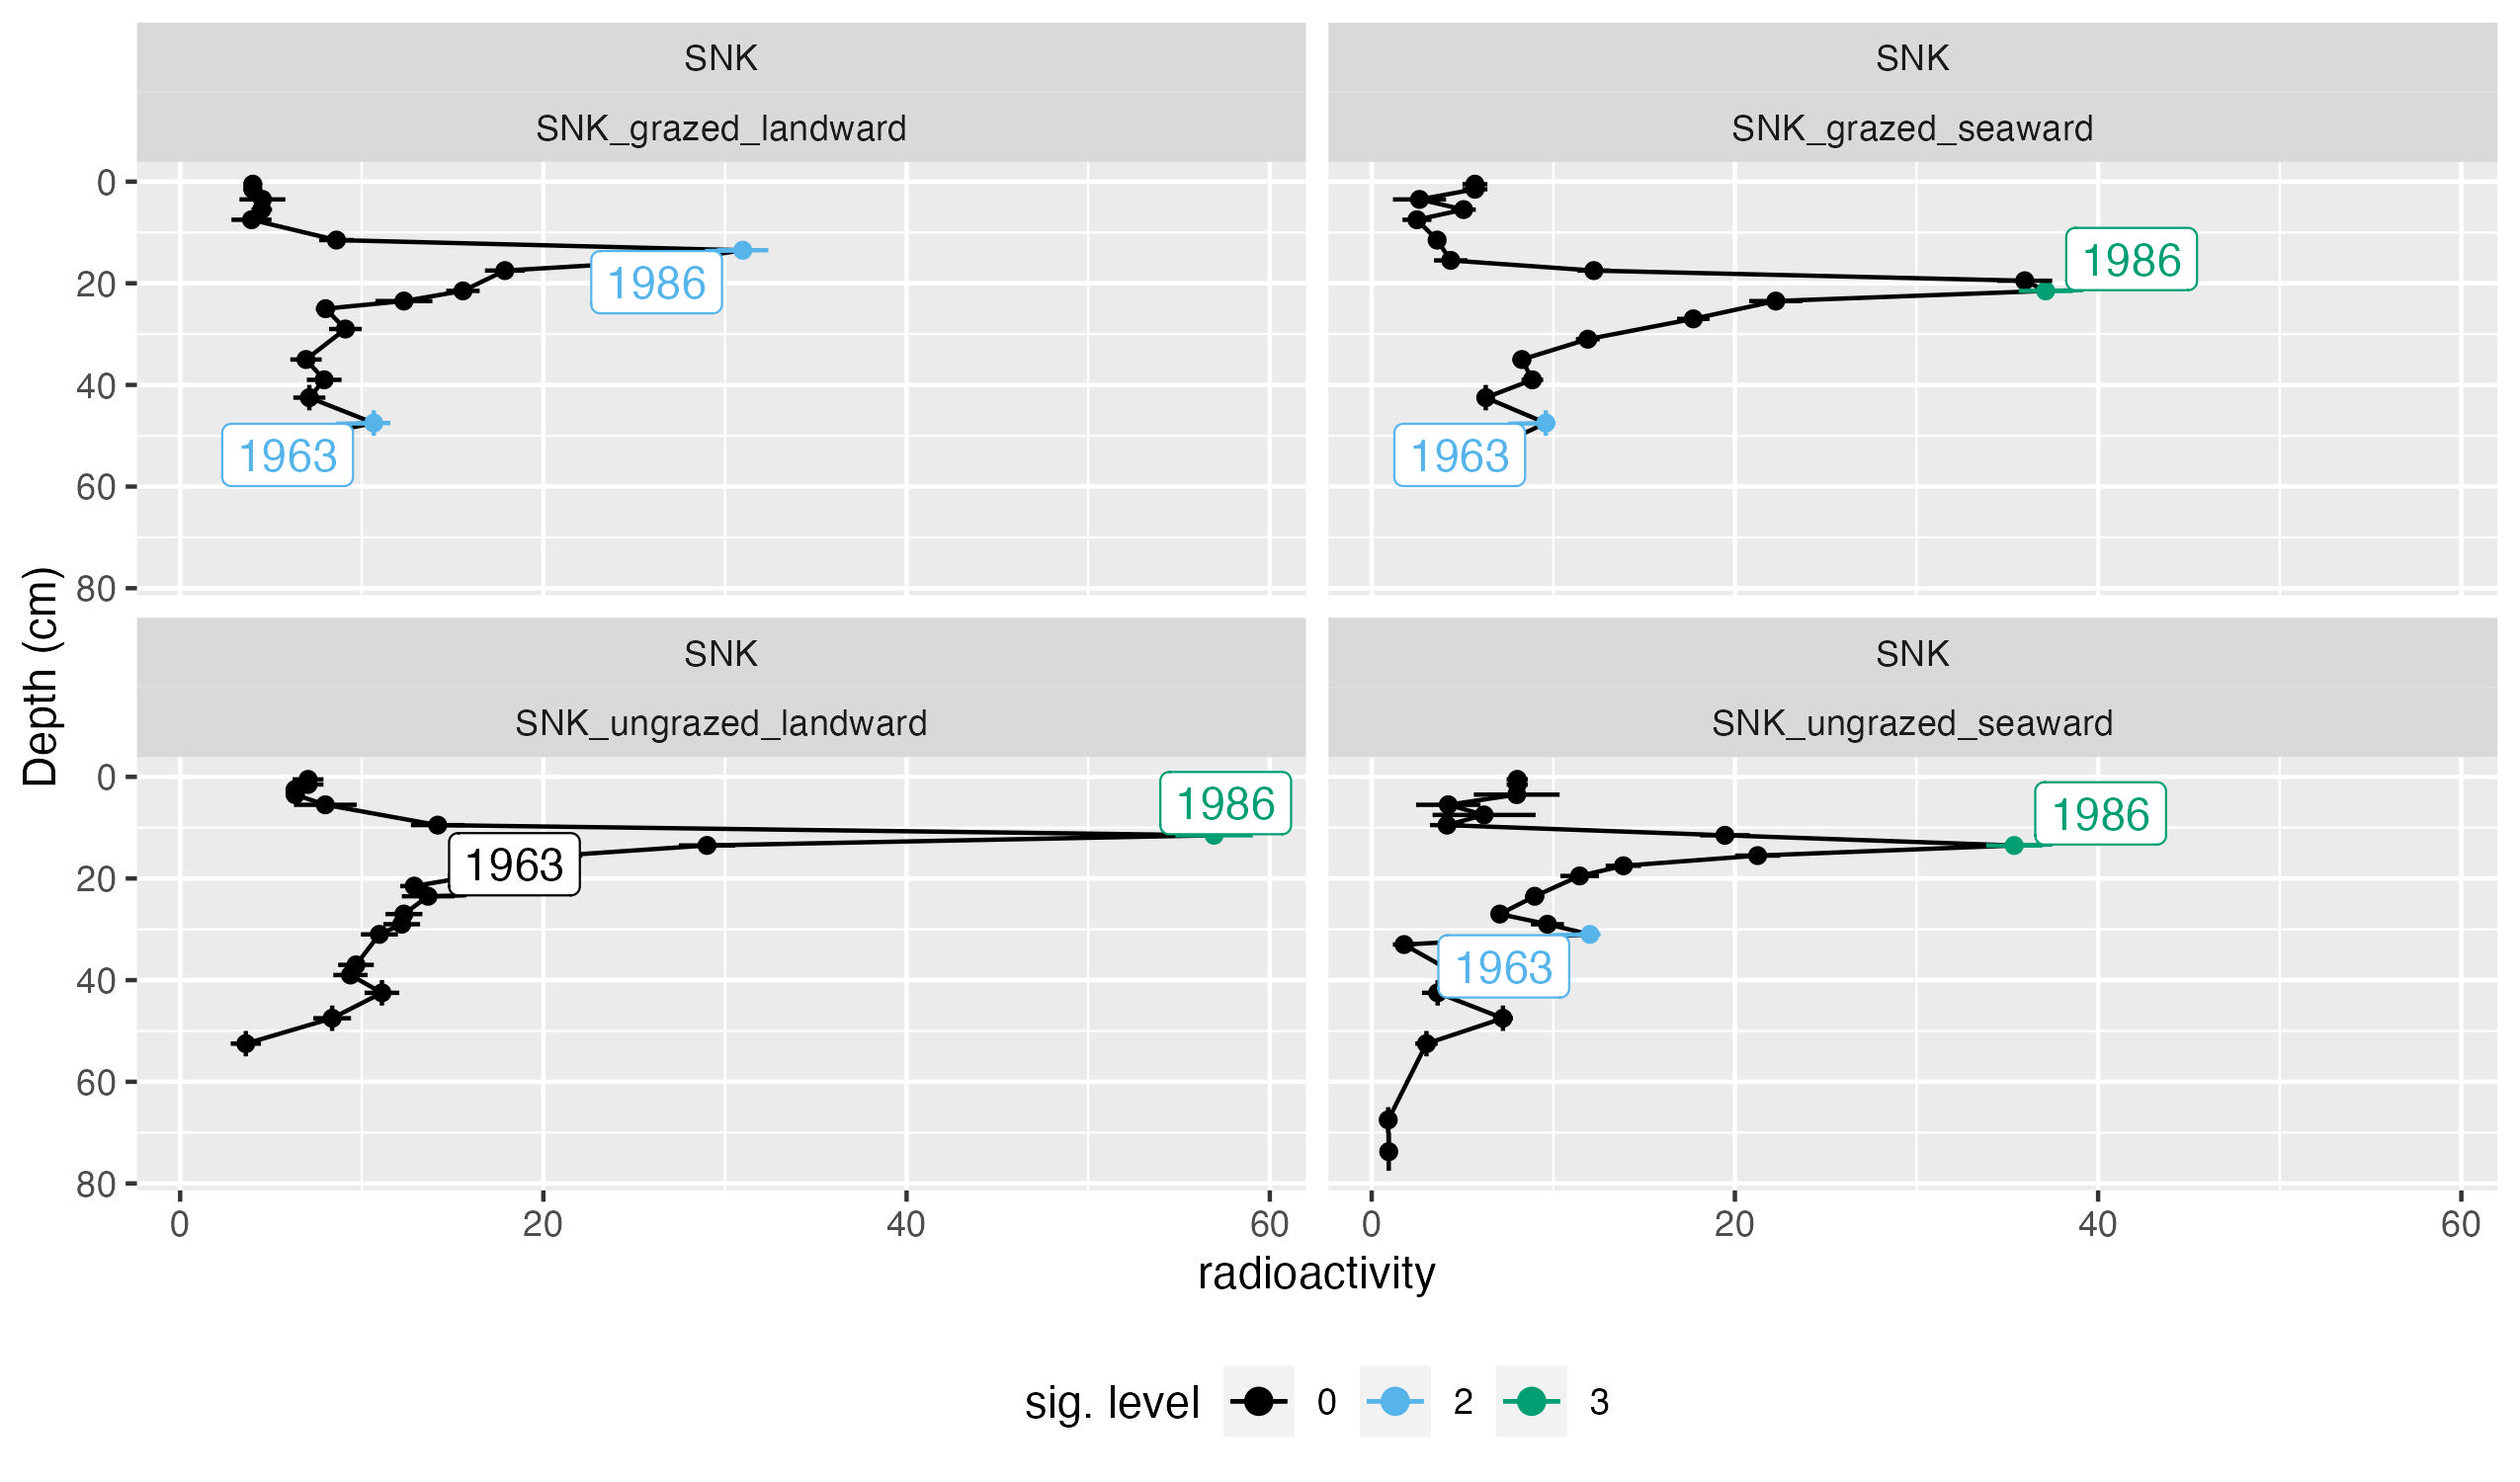 SNK
SNK
SNK_grazed_landward
SNK_grazed_seaward
0
20
40
60
80
1986
1963
1986
1963
Depth (cm)
SNK
SNK
SNK_ungrazed_landward
SNK_ungrazed_seaward
0
20
40
60
80
1986
1963
1986
1963
0 20 40 60
0 20 40 60
radioactivity
sig. level 0 2 3